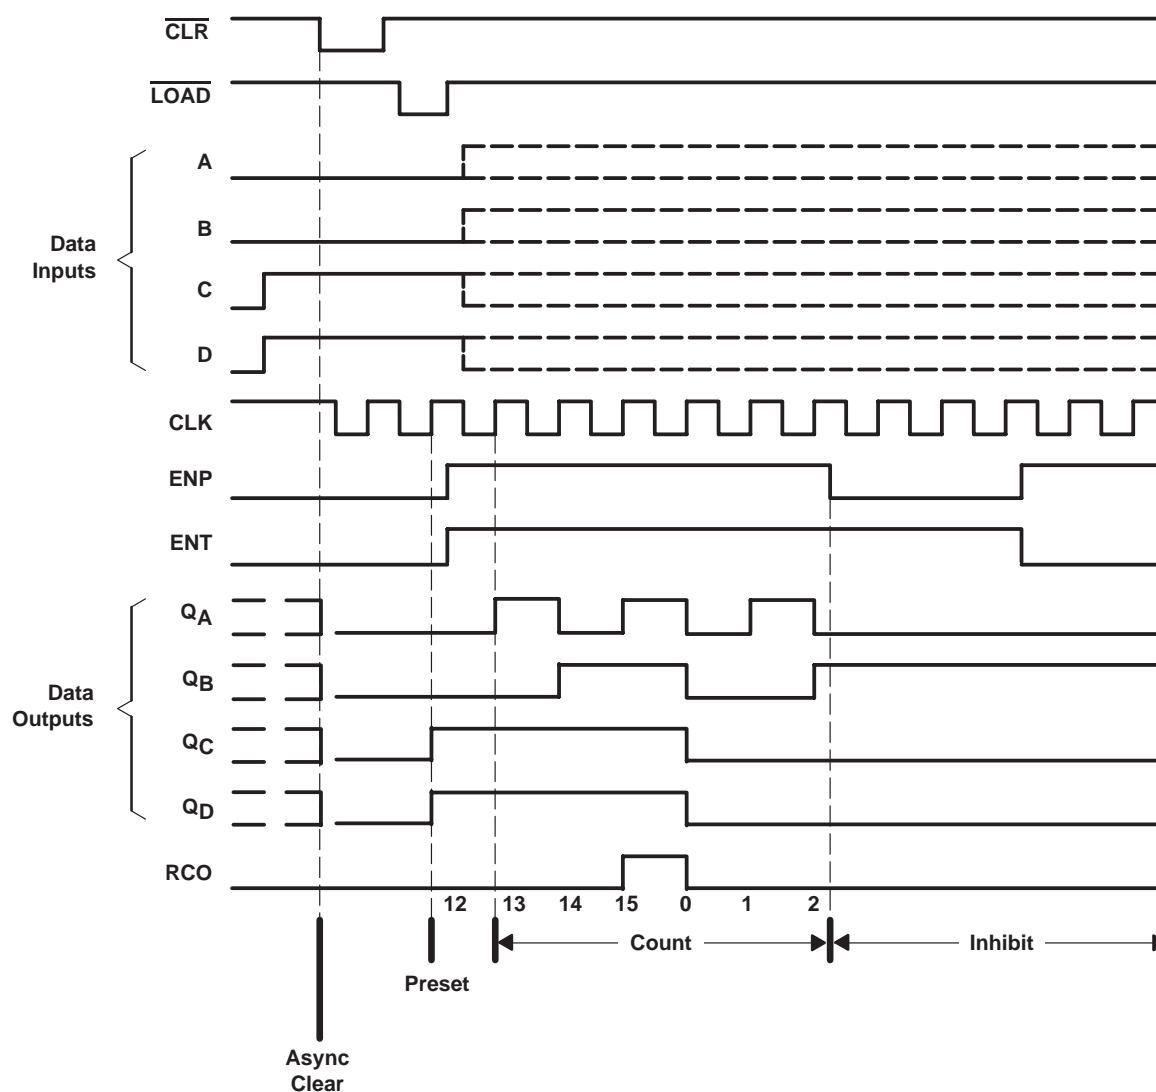 CLR
LOAD
A
B
Data
Inputs
C
D
CLK
ENP
ENT
QA
QB
Data
Outputs
QC
QD
RCO
12 13 14 15 0 1 2
Count Inhibit
Preset
Async
Clear